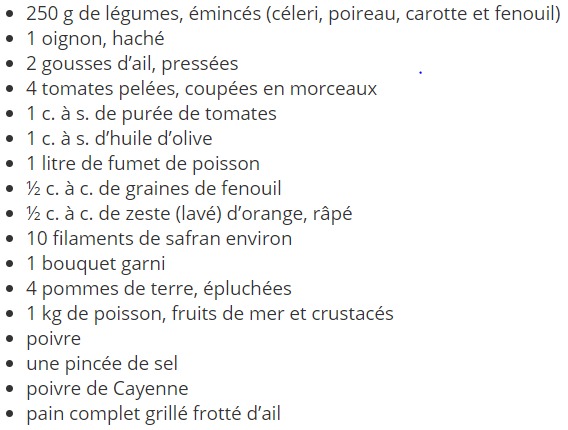 • 250 g de légumes, émincés (céleri, poireau, carotte et fenouil)
• 1 oignon, haché
• 2 gousses d’ail, pressées
• 4 tomates pelées, coupées en morceaux
• 1 c. à s. de purée de tomates
• 1 c. à s. d’huile d’olive
• 1 litre de fumet de poisson
• ½ c. à c. de graines de fenouil
• ½ c. à c. de zeste (lavé) d’orange, râpé
• 10 filaments de safran environ
• 1 bouquet garni
• 4 pommes de terre, épluchées
• 1 kg de poisson, fruits de mer et crustacés
• poivre
• une pincée de sel
• poivre de Cayenne
• pain complet grillé frotté d’ail